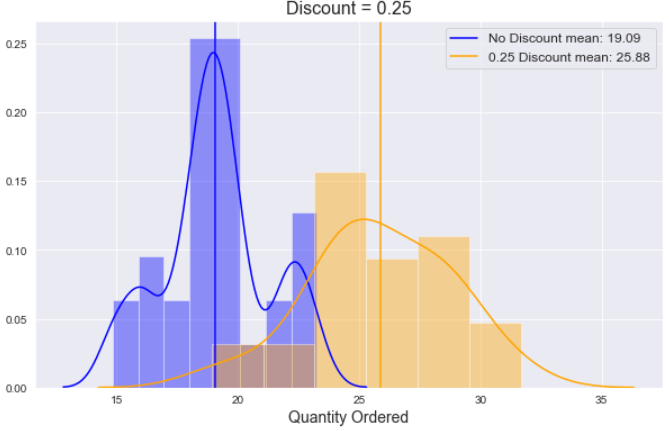 Discount = 0.25
No Discount mean: 19.09
0.25 Discount mean: 25.88
0.25
0.20
0.15
0.10
0.05
0.00
15 20 25 30 35
Quantity Ordered